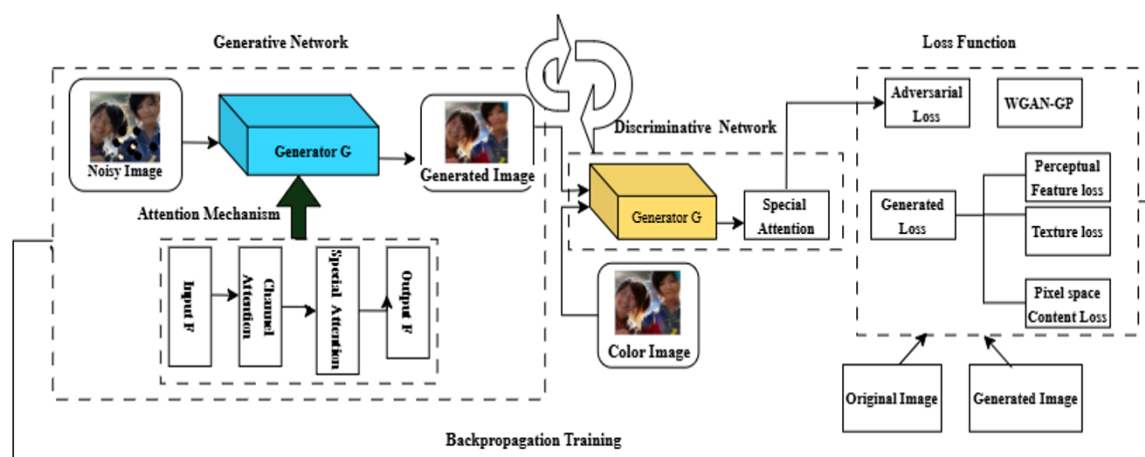 Generative Network
Loss Function
Noisy Image
Generator G
Generated Image
Attention Mechanism
Input F
Channel
Attention
Special Attention
Output F
Discriminative Network
Generator G
Special
Attention
Color Image
Adversarial
Loss
WGAN-GP
Generated
Loss
Perceptual
Feature loss
Texture loss
Pixel space
Content Loss
Original Image
Generated Image
Backpropagation Training